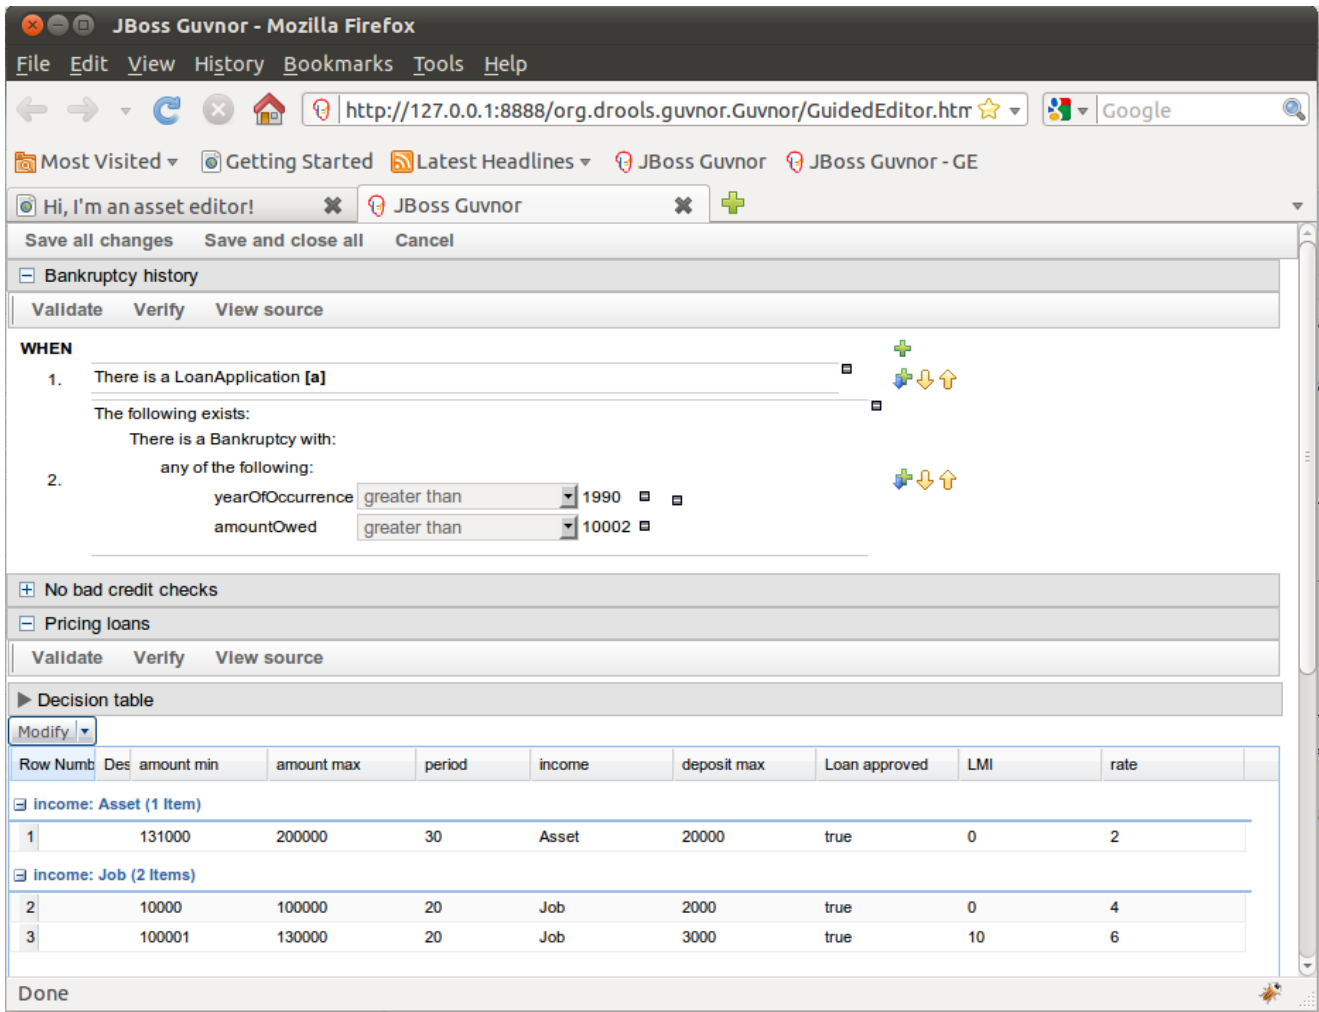 JBoss Guvnor - Mozilla Firefox
File Edit View History Bookmarks Tools Help
http://127.0.0.1:8888/org.drools.guvnor.Guvnor/GuidedEditor.htm Google
Most Visited Getting Started Latest Headlines JBoss Guvnor JBoss Guvnor - GE
Hi, I'm an asset editor! JBoss Guvnor
Save all changes Save and close all Cancel
Bankruptcy history
Validate Verify View source
WHEN
1. There is a LoanApplication [a]
The following exists:
There is a Bankruptcy with:
any of the following:
2.
yearOfOccurrence greater than 1990
amountOwed greater than 10002
No bad credit checks
Pricing loans
Validate Verify View source
Decision table
Modify
Row Numb Des amount min amount max period income deposit max Loan approved LMI rate
income: Asset (1 Item)
1 131000 200000 30 Asset 20000 true 0 2
income: Job (2 Items)
2 10000 100000 20 Job 2000 true 0 4
3 100001 130000 20 Job 3000 true 10 6
Done